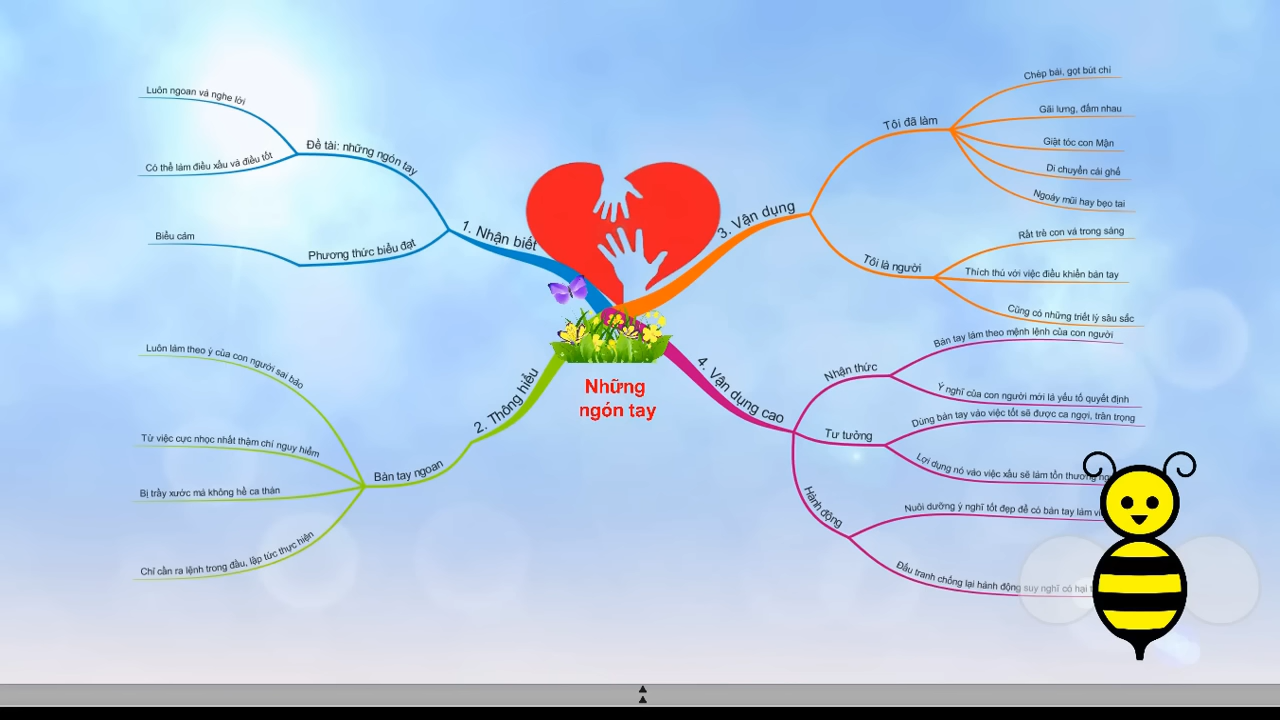 Những
ngón tay
1. Nhận biết
Đề tài: những ngón tay
Luôn ngoan và nghe lời
Có thể làm điều xấu và điều tốt
Phương thức biểu đạt
Biểu cảm
2. Thông hiểu
Bàn tay ngoan
Luôn làm theo ý của con người sai bảo
Từ việc cực nhọc nhất thậm chí nguy hiểm
Bị trầy xước mà không hề ca thán
Chỉ cần ra lệnh trong đầu, lập tức thực hiện
3. Vận dụng
Tôi đã làm
Chép bài, gọt bút chì
Gãi lưng, đấm nhau
Giật tóc con Mận
Di chuyển cái ghế
Ngoáy mũi hay bẹo tai
Tôi là người
Rất trẻ con và trong sáng
Thích thú với việc điều khiển bàn tay
Cũng có những triết lý sâu sắc
4. Vận dụng cao
Nhận thức
Bàn tay làm theo mệnh lệnh của con người
Ý nghĩ của con người mới là yếu tố quyết định
Tư tưởng
Dùng bàn tay vào việc tốt sẽ được ca ngợi, trân trọng
Lợi dụng nó vào việc xấu sẽ làm tổn thương
Hành động
Nuôi dưỡng ý nghĩ tốt đẹp để có bàn tay làm
Đấu tranh chống lại hành động suy nghĩ có hại